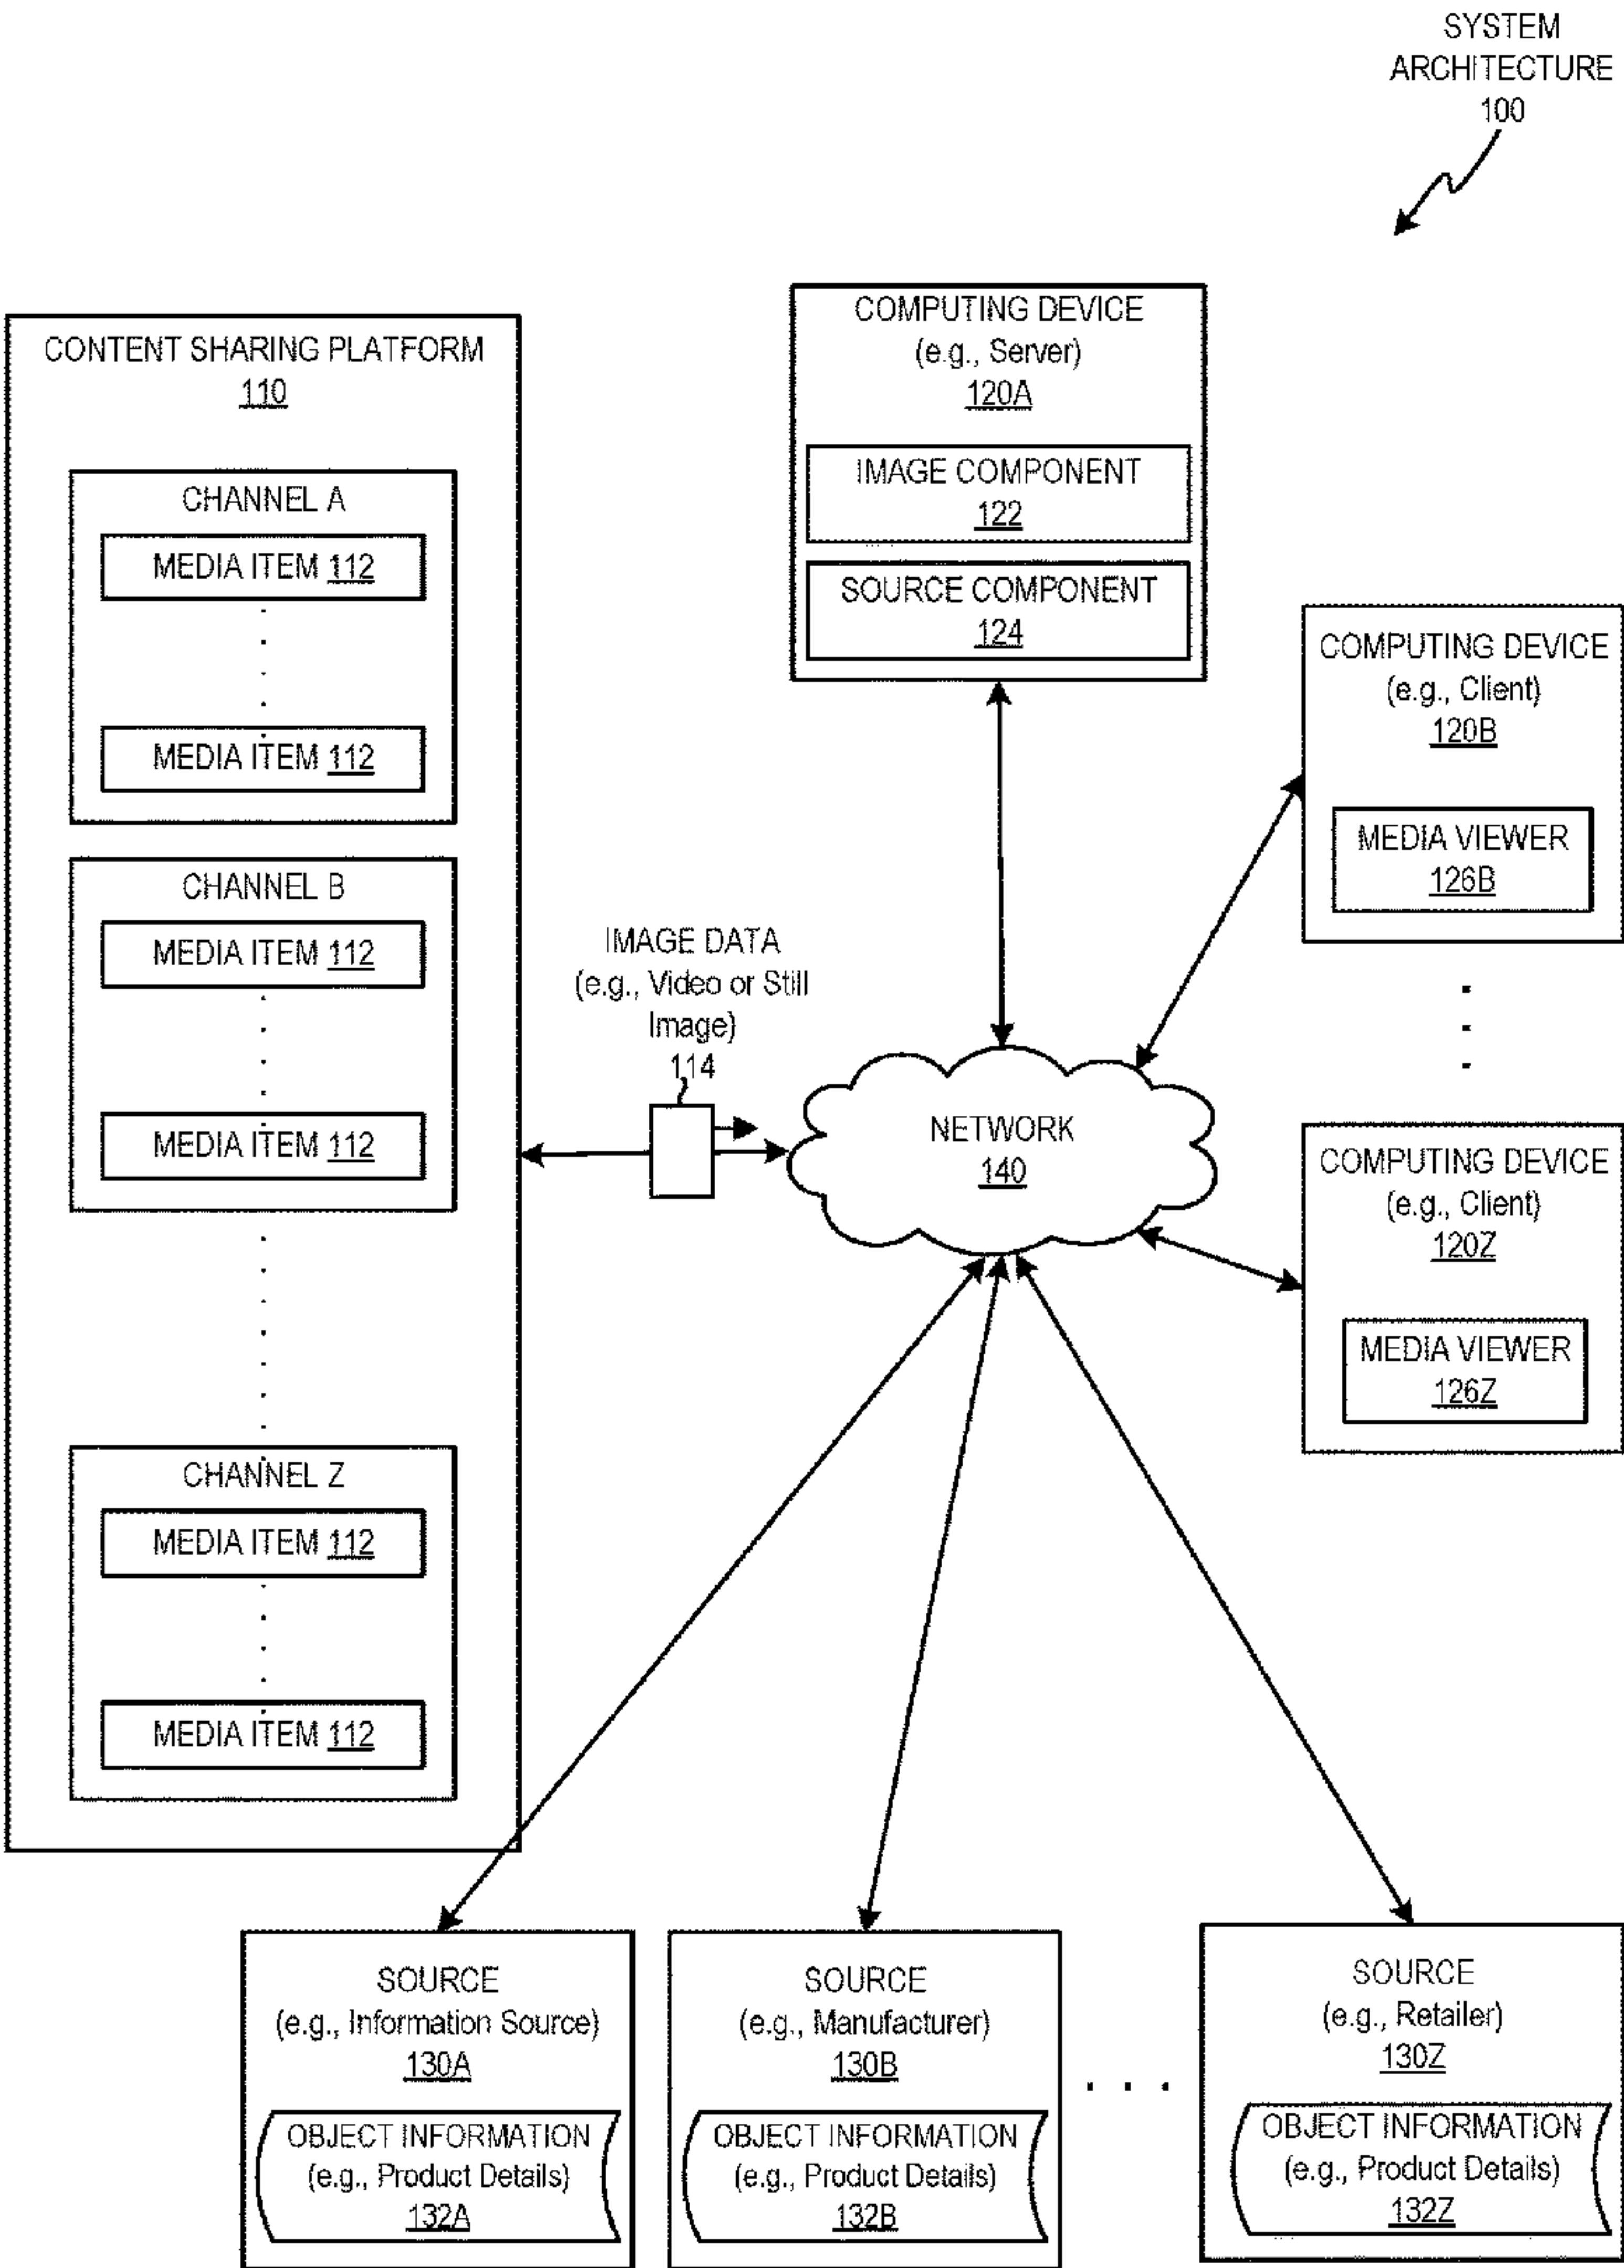 SYSTEM
ARCHITECTURE
100
CONTENT SHARING PLATFORM
110
CHANNEL A
MEDIA ITEM 112
MEDIA ITEM 112
CHANNEL B
MEDIA ITEM 112
MEDIA ITEM 112
CHANNEL Z
MEDIA ITEM 112
MEDIA ITEM 112
IMAGE DATA
(e.g., Video or Still
Image)
114
COMPUTING DEVICE
(e.g., Server)
120A
IMAGE COMPONENT
122
SOURCE COMPONENT
124
COMPUTING DEVICE
(e.g., Client)
120B
MEDIA VIEWER
126B
NETWORK
140
COMPUTING DEVICE
(e.g., Client)
120Z
MEDIA VIEWER
126Z
SOURCE
(e.g., Information Source)
130A
OBJECT INFORMATION
(e.g., Product Details)
132A
SOURCE
(e.g., Manufacturer)
130B
OBJECT INFORMATION
(e.g., Product Details)
132B
SOURCE
(e.g., Retailer)
130Z
OBJECT INFORMATION
(e.g., Product Details)
132Z